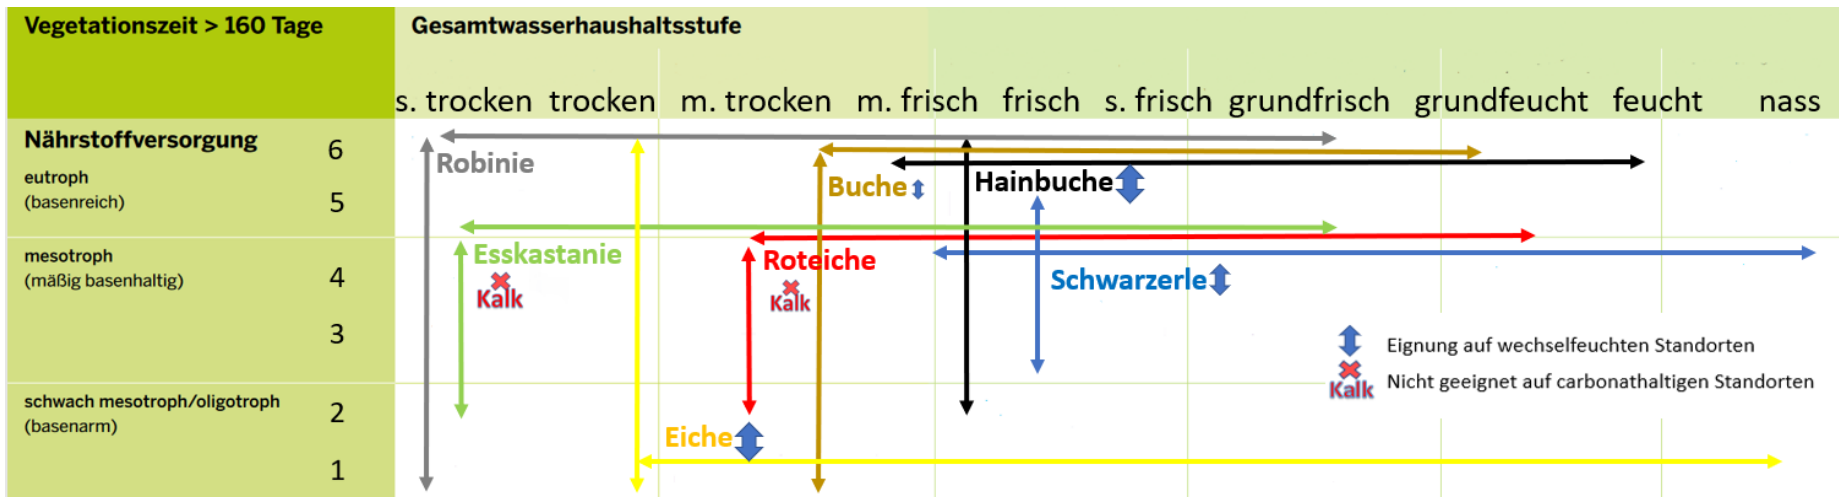 Vegetationszeit > 160 Tage
Gesamtwasserhaushaltsstufe
s. trocken trocken m. trocken m. frisch frisch s. frisch grundfrisch grundfeucht feucht nass
Nährstoffversorgung
6
eutroph
(basenreich)
5
mesotroph
(mäßig basenhaltig)
4
3
schwach mesotroph/oligotroph
(basenarm)
2
1
Robinie
Buche
Hainbuche
Esskastanie
Kalk
Roteiche
Kalk
Schwarzerle
Eiche
Eignung auf wechselfeuchten Standorten
Kalk
Nicht geeignet auf carbonathaltigen Standorten